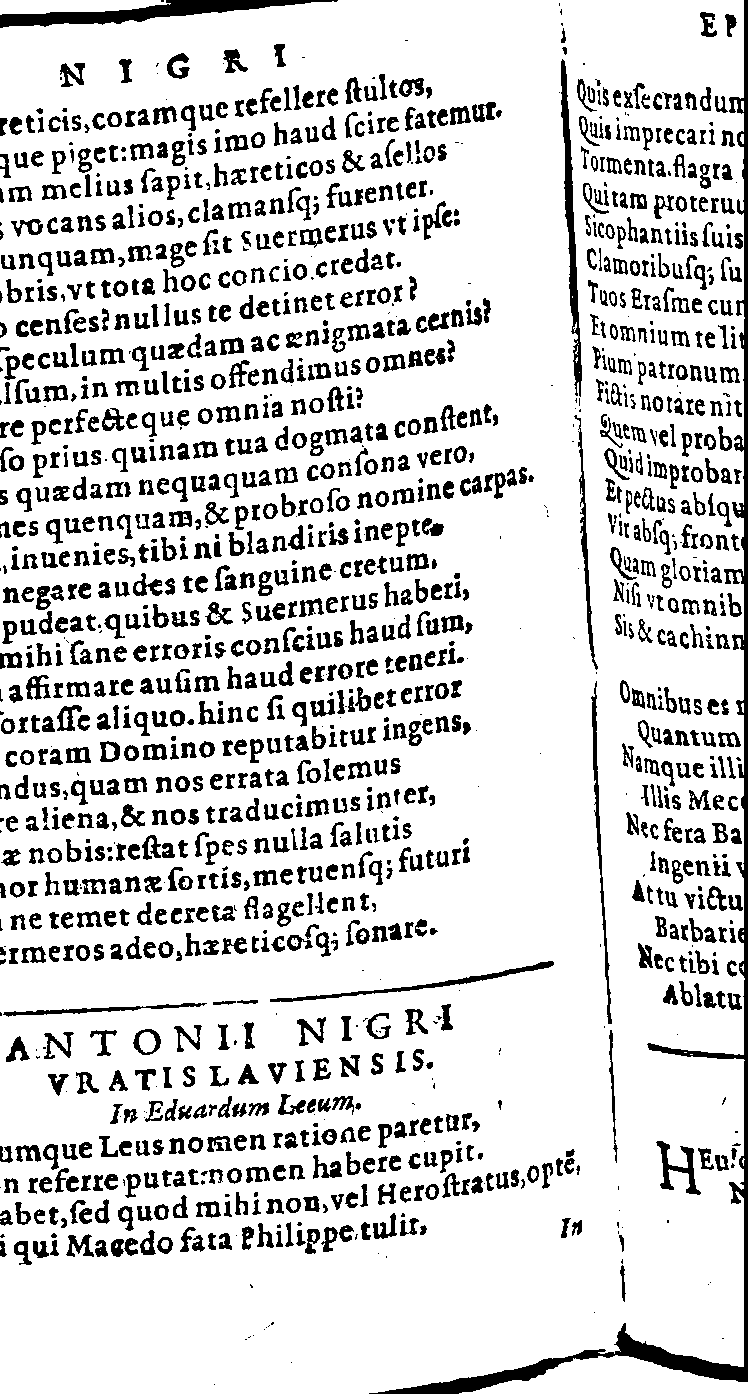 NIGRI
reticis,coramque refellere ſtultos,
que piget:magis imo haud ſcire fatemur.
melius ſapit,hæreticos & aſellos
vocans alios,clamanſq; furenter.
unquam,mage ſit Suermerus vt ipſe:
obris,vt tota hoc concio credat.
cenſes? nullus te detinet error?
ſpeculum quædam ac ænigmata cernis?
lſum,in multis offendimus omnes?
re perfecteque omnia noſti?
ſo prius quinam tua dogmata conſtent,
quædam nequaquam conſona vero,
nes quenquam,& probroſo nomine carpas.
,inuenies,tibi ni blandiris inepte.
negare audes te ſanguine cretum,
pudeat,quibus & Suermerus haberi,
mihi ſane erroris conſcius haud ſum,
affirmare auſim haud errore teneri.
fortaſſe aliquo.hinc ſi quilibet error
coram Domino reputabitur ingens,
ndus,quam nos errata ſolemus
re aliena,& nos traducimus inter,
æ nobis:reſtat ſpes nulla ſalutis
nor humanæ ſortis,metuenſq; futuri
ne temet decreta flagellent,
ermeros adeo,hæreticoſq; ſonare.
ANTONII NIGRI
VRATISLAVIENSIS.
In Eduardum Leeum.
umque Leus nomen ratione paretur,
n referre putat:nomen habere cupit.
abet,ſed quod mihi non,vel Heroſtratus,optẽ,
i qui Macedo fata Philippe tulit,
In
EP
Quis exſecrandum
Quis imprecari no
Tormenta.flagra
Qui tam proteruu
Sicophantiis ſuis
Clamoribuſq; ſu
Tuos Eraſme cur
Et omnium te lit
Pium patronum
Fictis notare nit
Quem vel proba
Quid improbar
Et pectus abſqu
Vir abſq; fronte
Quam gloriam
Niſi vt omnib
Sis & cachinn
Omnibus es
Quantum
Namque illi
Illis Mec
Nec fera Ba
Ingenii v
Attu victu
Barbarie
Nec tibi c
Ablatu
HEu
N